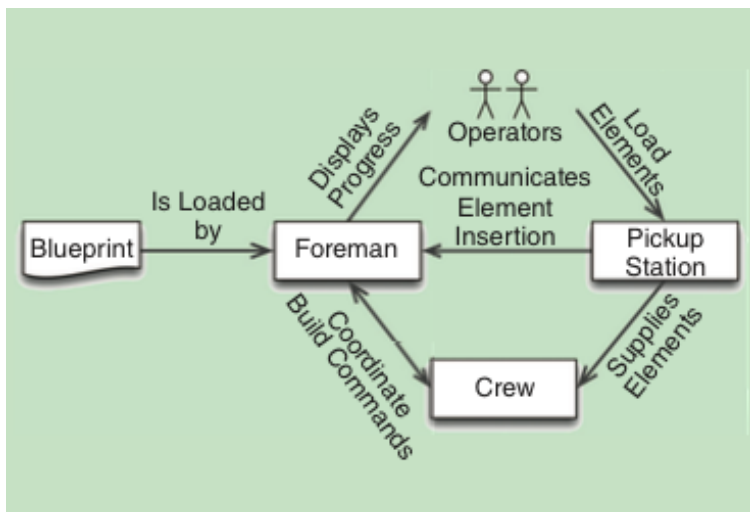 Operators
Displays
Progress
Load
Elements
Communicates
Element
Insertion
Is Loaded
by
Blueprint
Foreman
Pickup
Station
Coordinate
Build Commands
Supplies
Elements
Crew